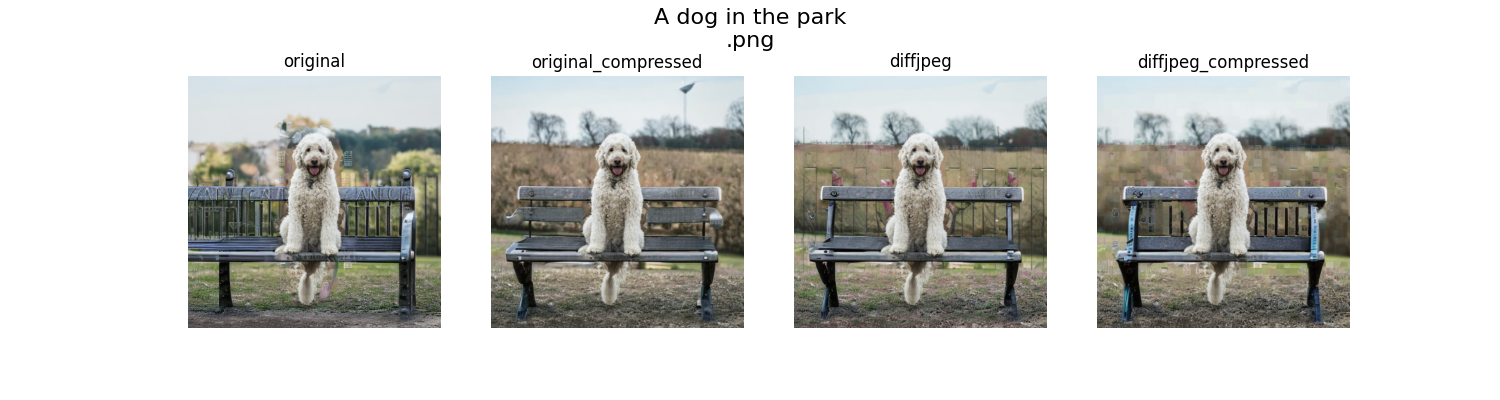 A dog in the park
.png
original
original_compressed
diffjpeg
diffjpeg_compressed